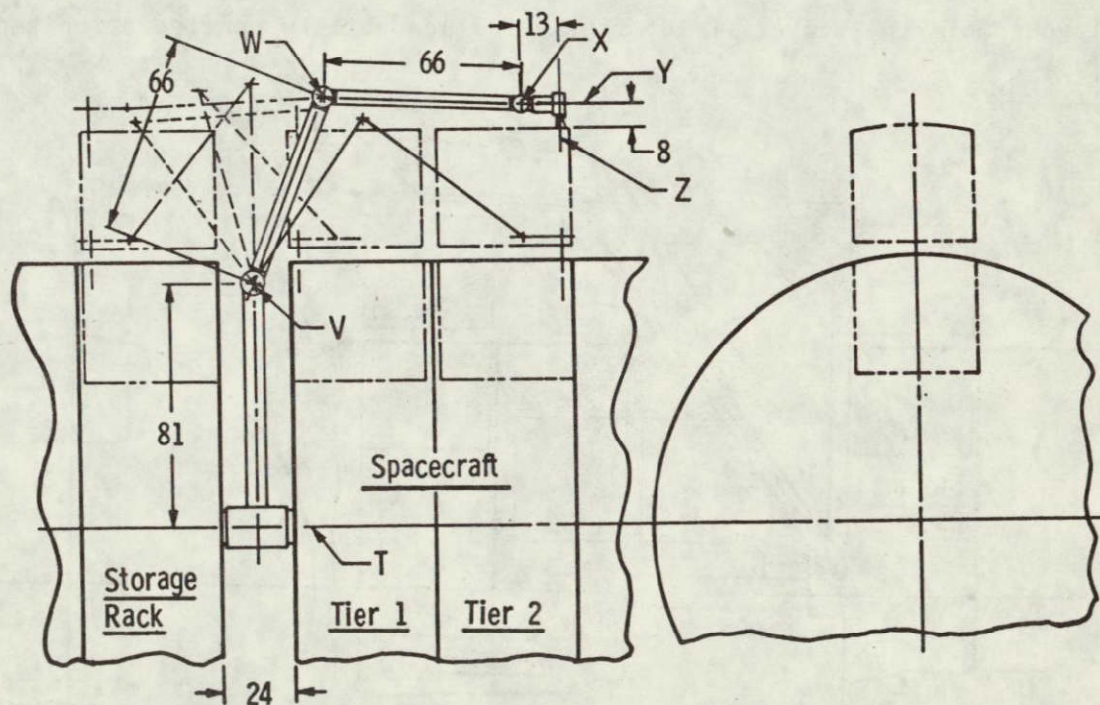 13
W
X
66
Y
66
8
Z
V
81
Spacecraft
T
Storage
Rack
Tier 1
Tier 2
24